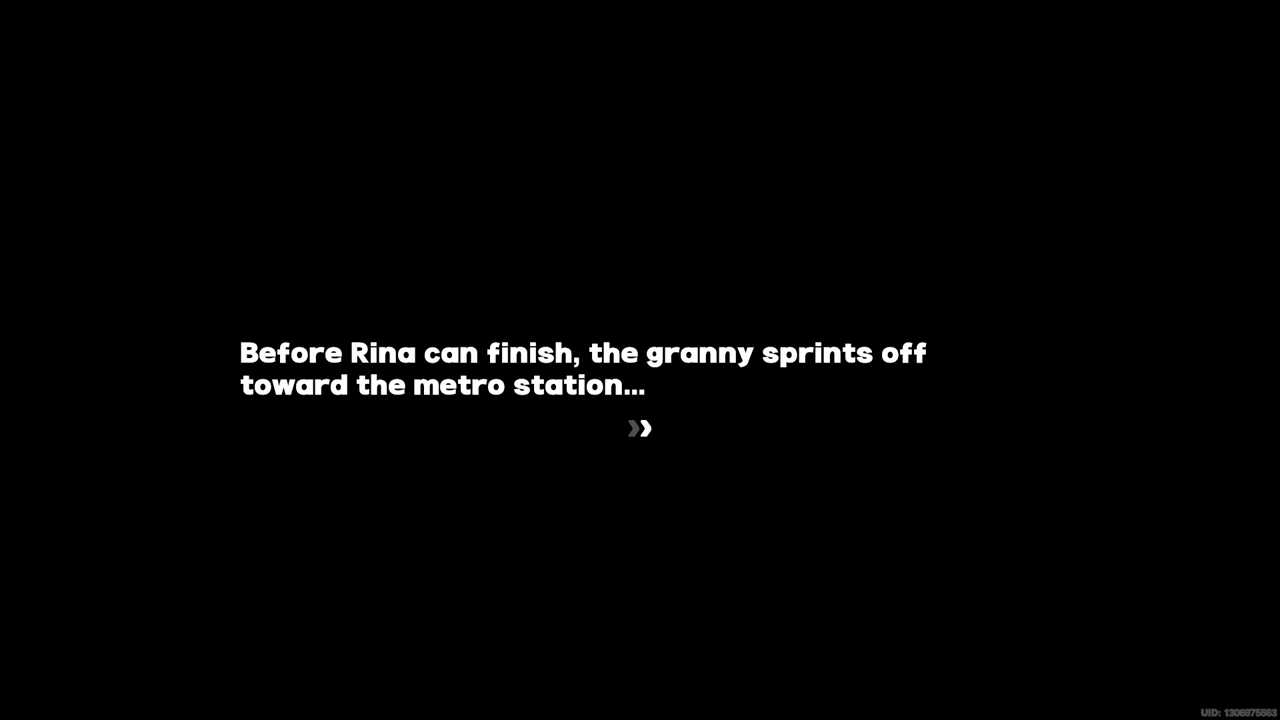 Before Rina can finish, the granny sprints off
toward the metro station...
UID: 1306975563